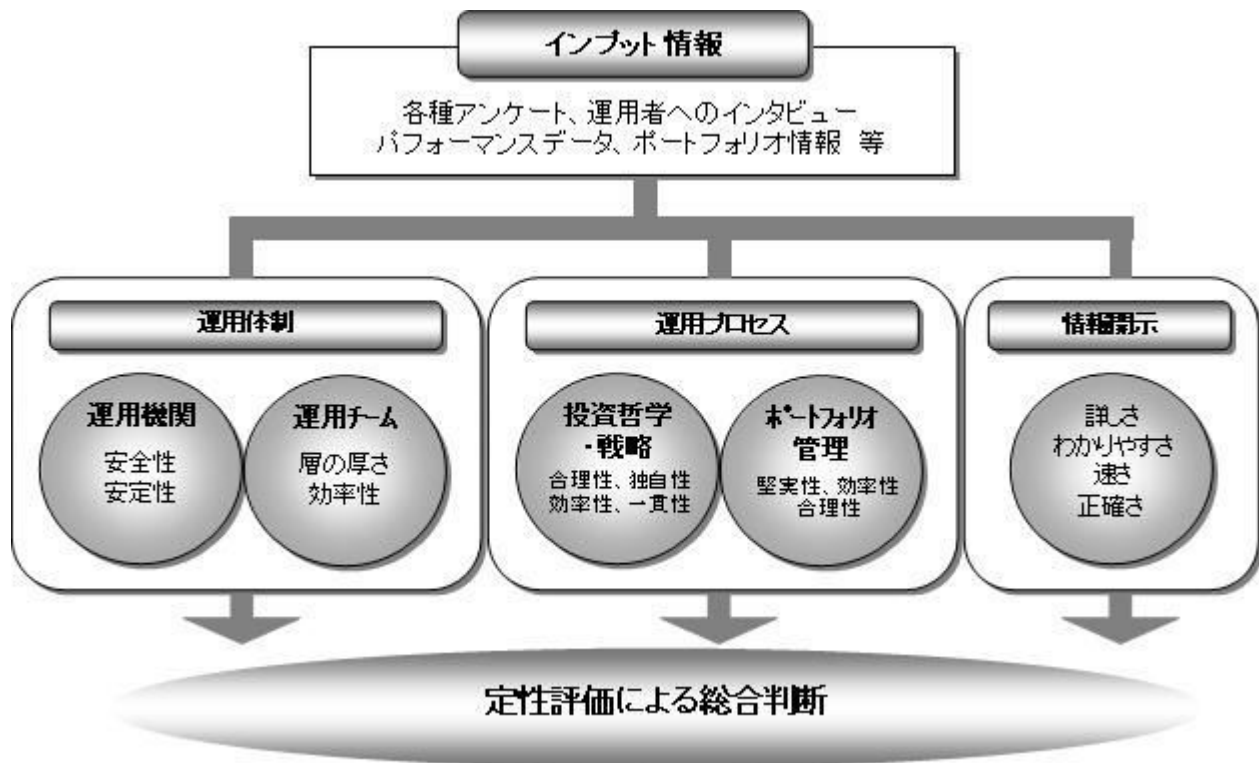 インプット情報
各種アンケート、運用者へのインタビュー
パフォーマンスデータ、ポートフォリオ情報 等
運用体制
運用機関
安全性
安定性
運用チーム
層の厚さ
効率性
運用プロセス
投資哲学
・戦略
合理性、独自性
効率性、一貫性
ポートフォリオ
管理
堅実性、効率性
合理性
情報開示
詳しさ
わかりやすさ
速さ
正確さ
定性評価による総合判断